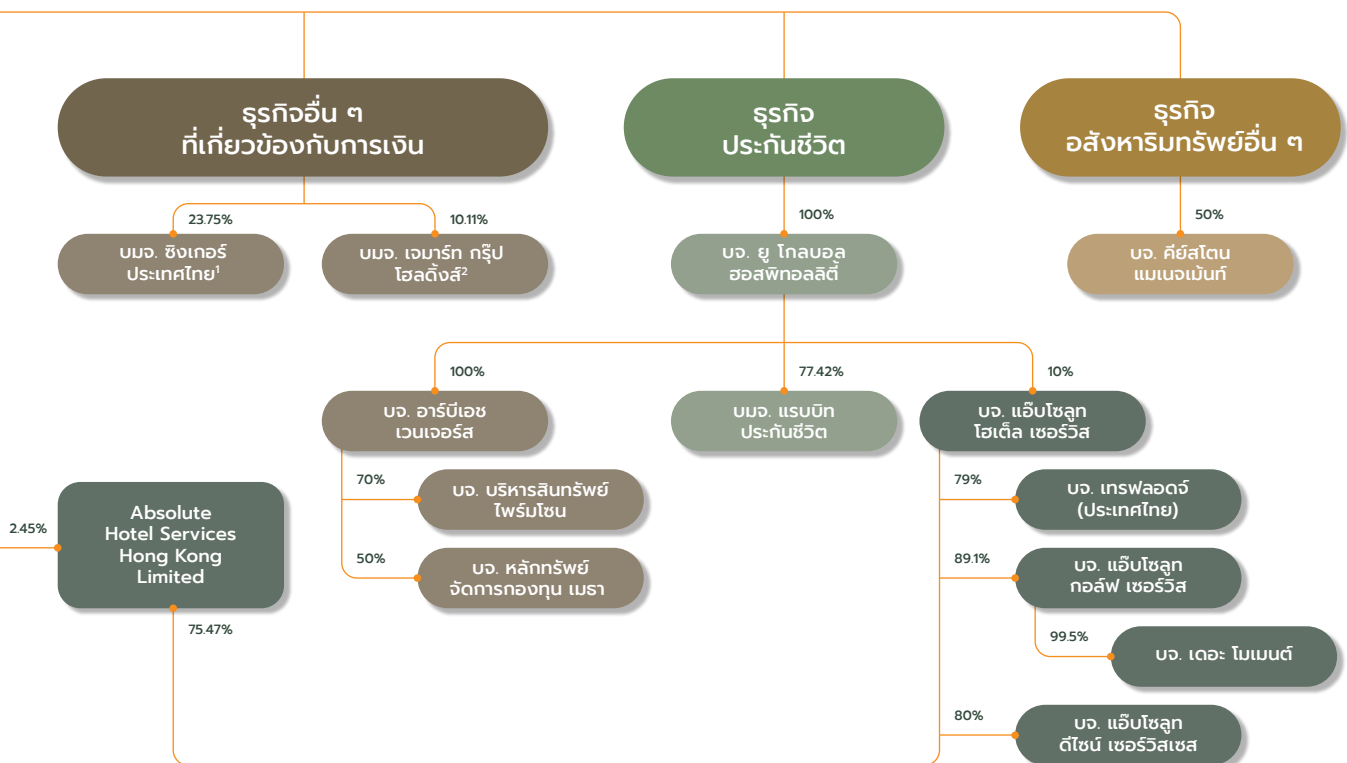 ธุรกิจอื่น ๆ
ที่เกี่ยวข้องกับการเงิน
ธุรกิจ
ประกันชีวิต
ธุรกิจ
อสังหาริมทรัพย์อื่น ๆ
23.75%
10.11%
100%
50%
บมจ. ซิงเกอร์
ประเทศไทย¹
บมจ. เจมาร์ท กรุ๊ป
โฮลดิ้งส์²
บจ. ยู โกลบอล
ฮอสพิทอลลิตี้
บจ. คีย์สโตน
แมเนจเม้นท์
100%
77.42%
10%
บจ. อาร์บีเอช
เวนเจอร์ส
บมจ. แรบบิท
ประกันชีวิต
บจ. แอ๊บโซลูท
โฮเต็ล เซอร์วิส
70%
บจ. บริหารสินทรัพย์
ไพร์มโซน
79%
บจ. เทรฟลอดจ์
(ประเทศไทย)
2.45%
Absolute
Hotel Services
Hong Kong
Limited
50%
บจ. หลักทรัพย์
จัดการกองทุน เมธา
89.1%
บจ. แอ๊บโซลูท
กอล์ฟ เซอร์วิส
75.47%
99.5%
บจ. เดอะ โมเมนต์
80%
บจ. แอ๊บโซลูท
ดีไซน์ เซอร์วิสเซส